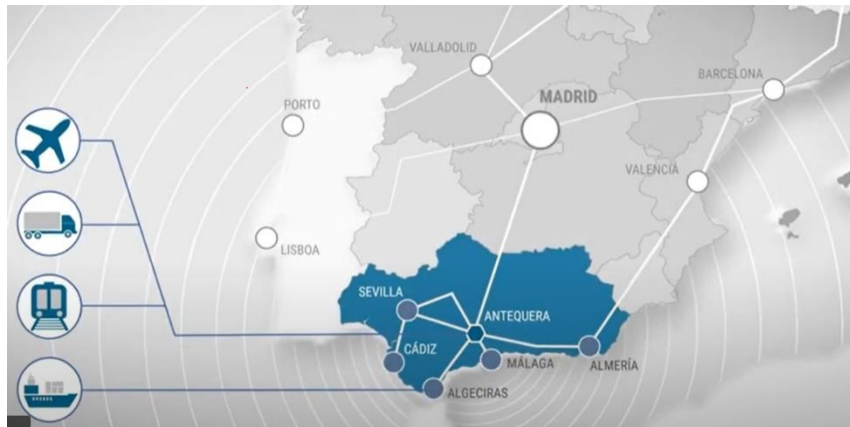 VALLADOLID
BARCELONA
MADRID
PORTO
VALENCIA
LISBOA
SEVILLA
ANTEQUERA
CÁDIZ
MÁLAGA
ALMERÍA
ALGECIRAS